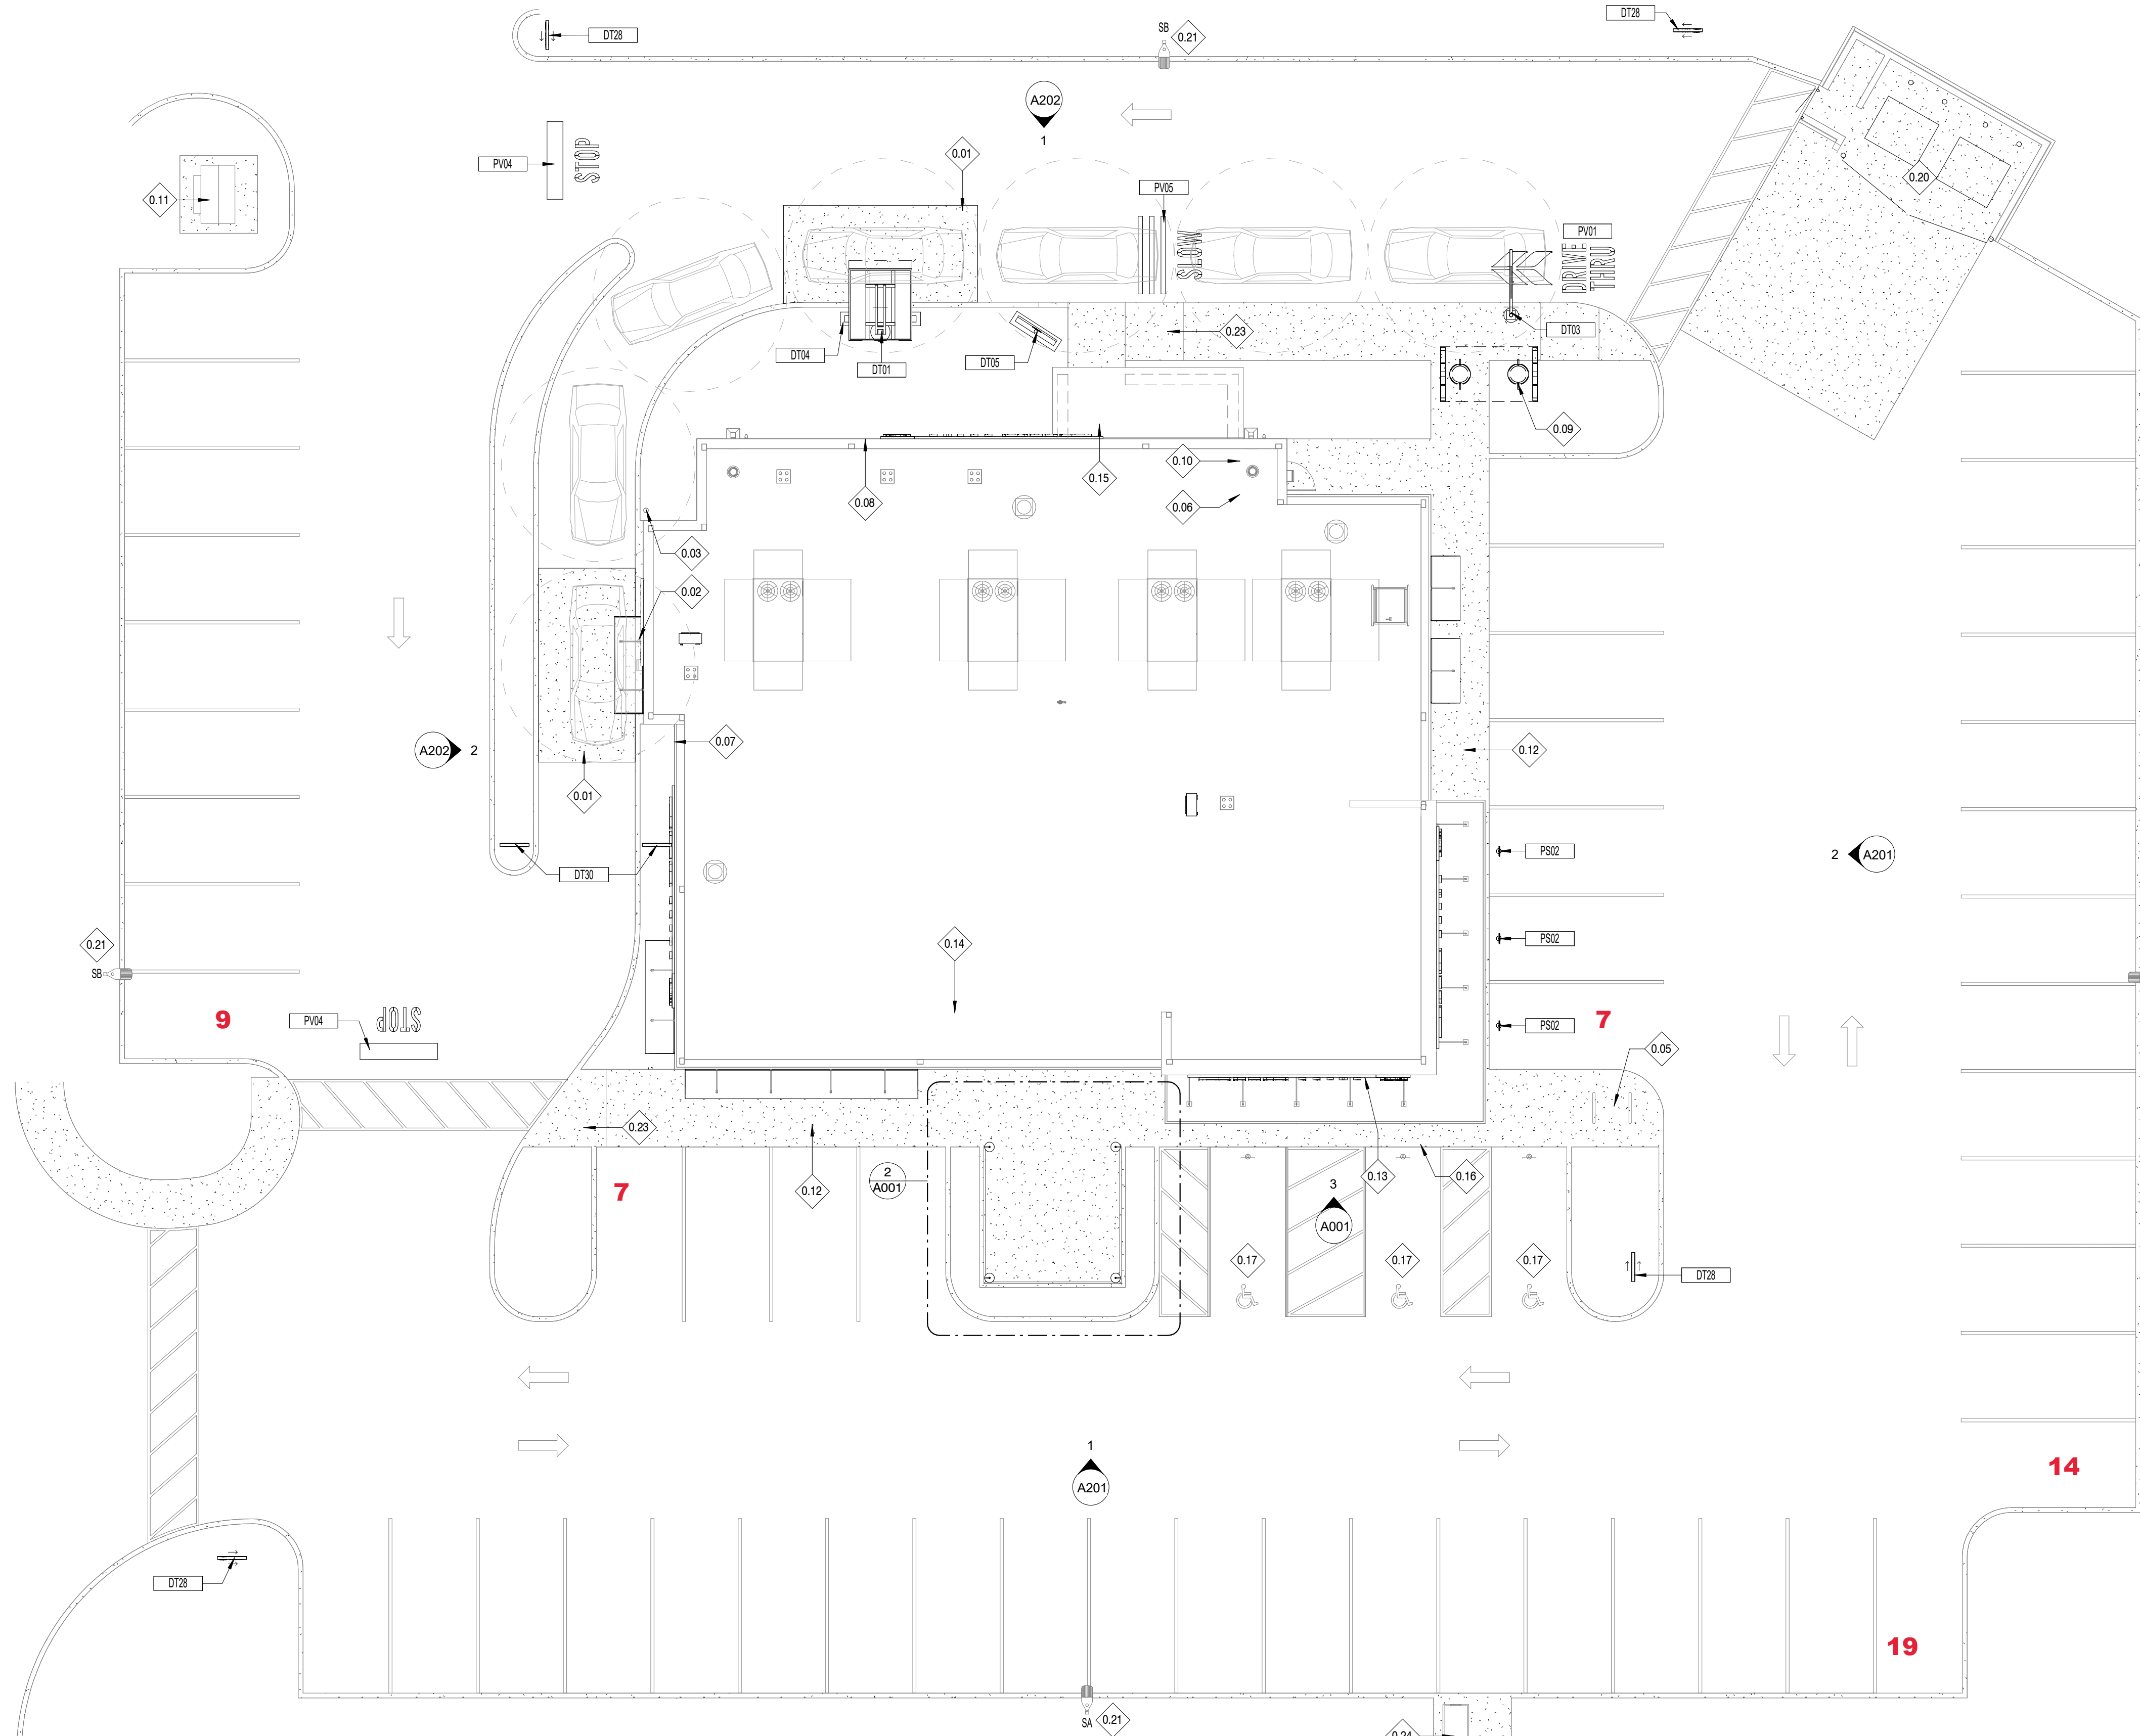 DT28
DT28
SB
0.21
A202
1
PV04
STOP
0.01
PV05
SLOW
PV01
DRIVE
THRU
0.20
0.11
DT04
DT01
DT05
0.23
DT03
0.09
0.08
0.15
0.10
0.06
0.03
0.02
0.07
A202
2
0.01
0.12
DT30
PS02
2
A201
0.21
SB
0.14
PS02
9
PV04
STOP
PS02
7
0.05
0.23
7
0.12
2
A001
0.13
0.16
3
A001
0.17
0.17
0.17
DT28
1
A201
14
DT28
19
SA
0.21
0.24